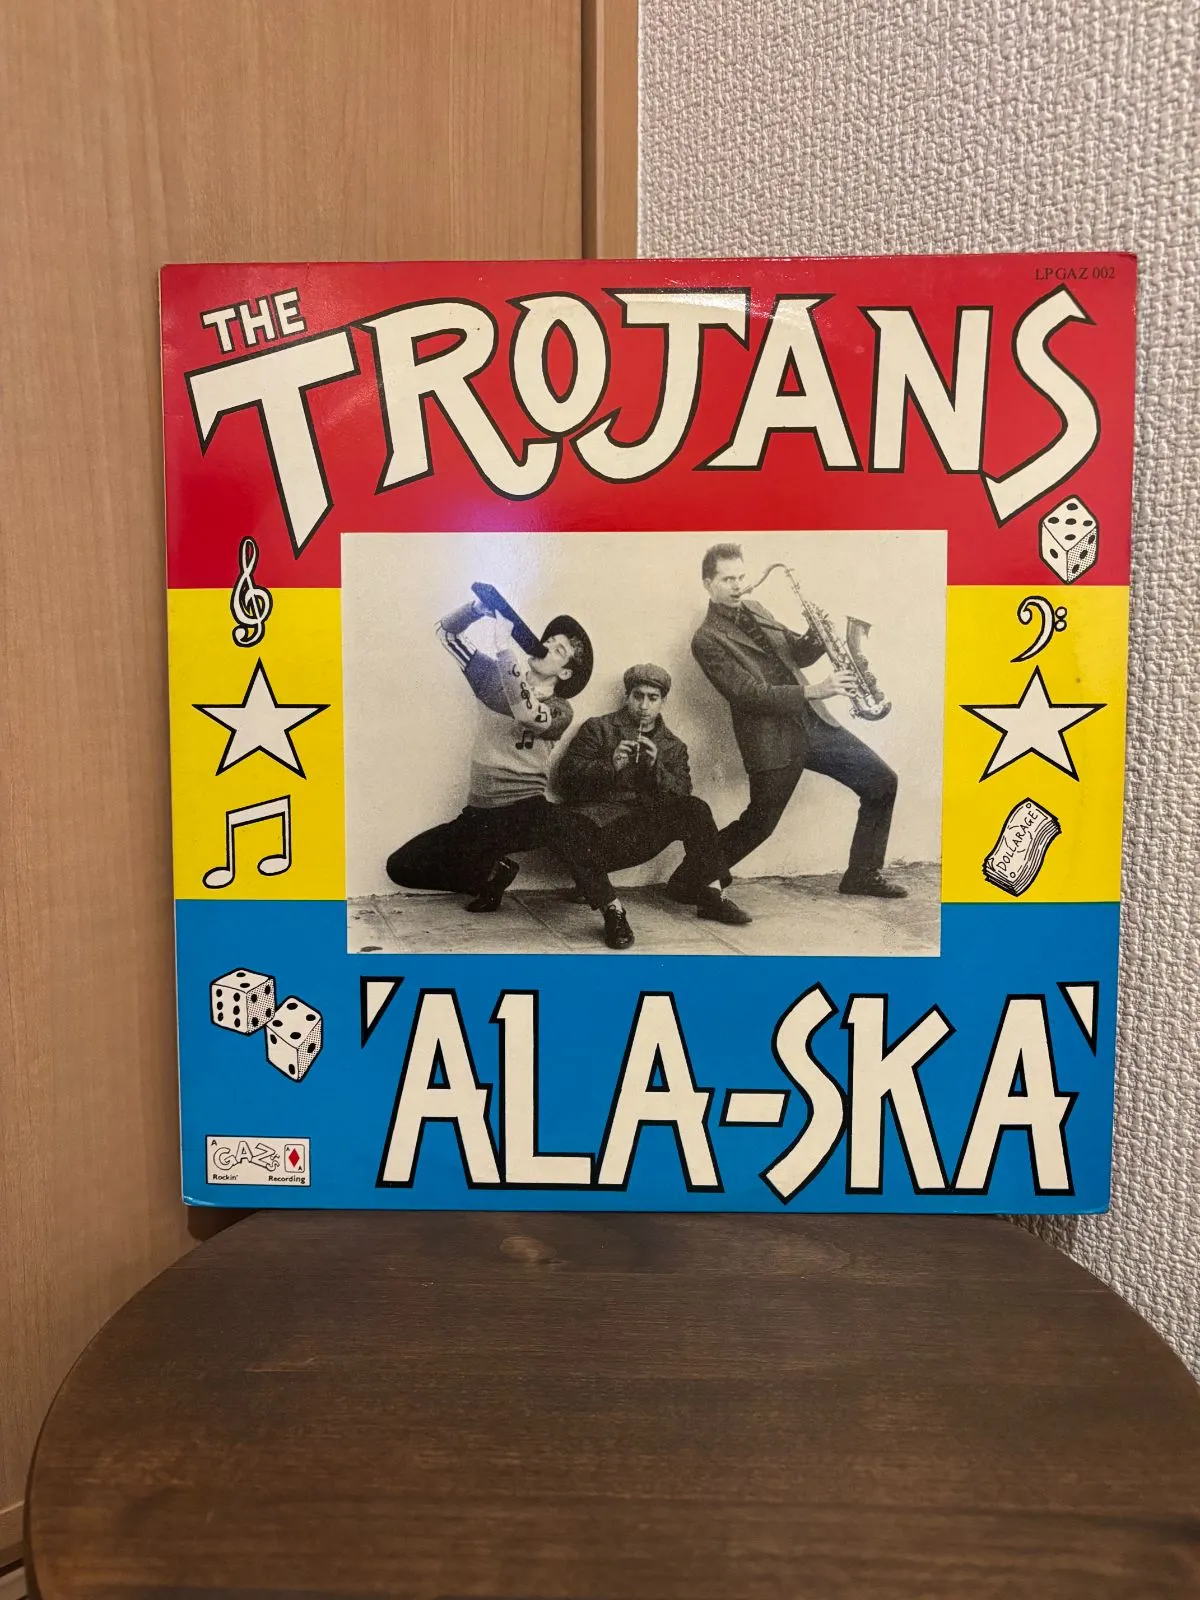 LPGAZ 002
THE
TROJANS
DOLLARAGE
'ALA-SKA'
A
GAZ's
A
A
Rockin' Recording